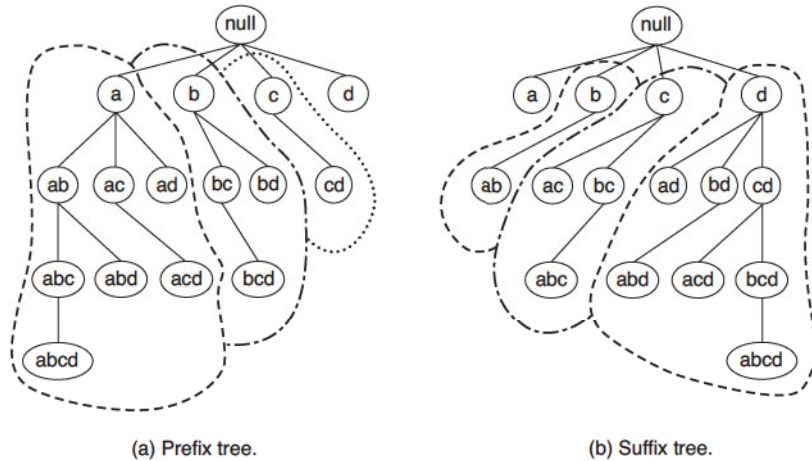 null null
a b c d a b c d
ab ac ad bc bd cd ab ac bc ad bd cd
abc abd acd bcd abc abd acd bcd
abcd abcd
(a) Prefix tree. (b) Suffix tree.